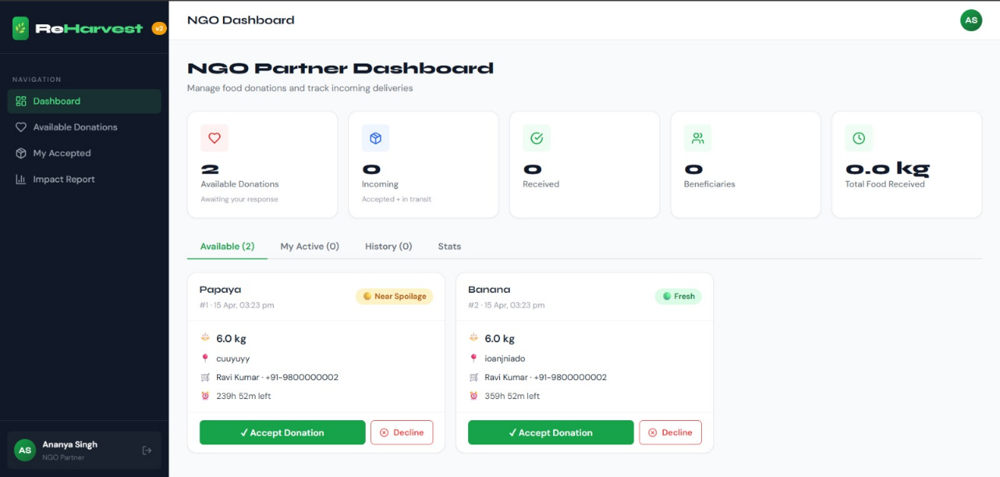 ReHarvest v2
NAVIGATION
Dashboard
Available Donations
My Accepted
Impact Report
AS
Ananya Singh
NGO Partner
NGO Dashboard
AS
NGO Partner Dashboard
Manage food donations and track incoming deliveries
2
Available Donations
Awaiting your response
0
Incoming
Accepted + in transit
0
Received
0
Beneficiaries
0.0 kg
Total Food Received
Available (2) My Active (0) History (0) Stats
Papaya
#1 · 15 Apr, 03:23 pm
Near Spoilage
6.0 kg
cuuyuyy
Ravi Kumar · +91-9800000002
239h 52m left
✓ Accept Donation Decline
Banana
#2 · 15 Apr, 03:23 pm
Fresh
6.0 kg
ioanjniado
Ravi Kumar · +91-9800000002
359h 52m left
✓ Accept Donation Decline